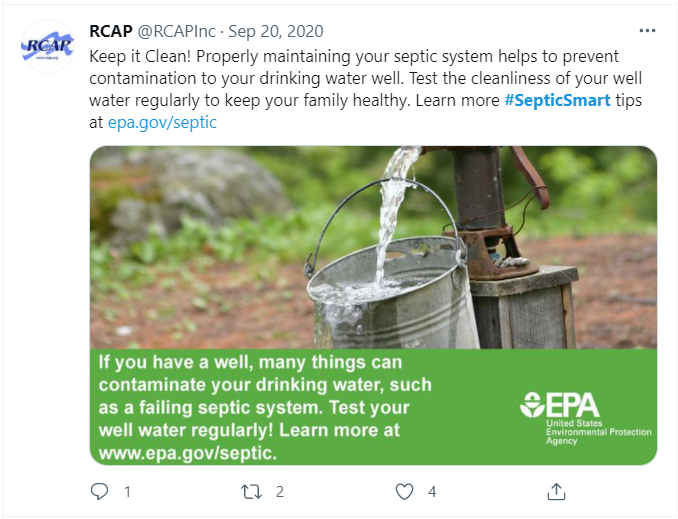 RCAP @RCAPInc · Sep 20, 2020
Keep it Clean! Properly maintaining your septic system helps to prevent
contamination to your drinking water well. Test the cleanliness of your well
water regularly to keep your family healthy. Learn more #SepticSmart tips
at epa.gov/septic
RCAP
www.rcap.org
If you have a well, many things can
contaminate your drinking water, such
as a failing septic system. Test your
well water regularly! Learn more at
www.epa.gov/septic.
EPA
United States
Environmental Protection
Agency
1 2 4